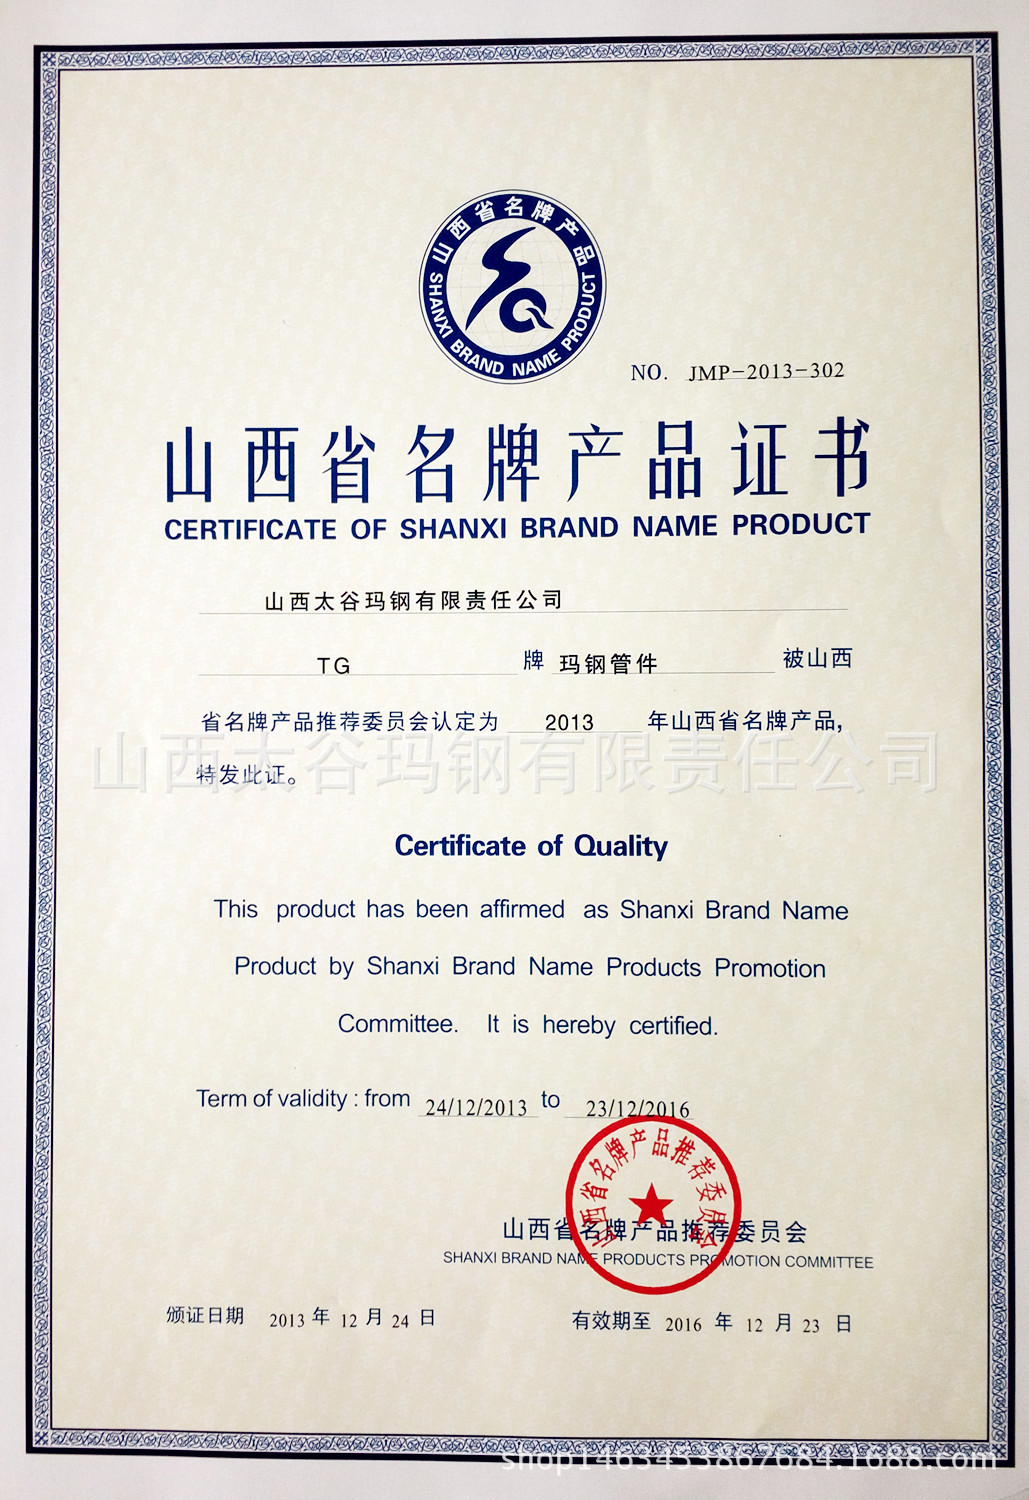 山西省名牌产品
SHANXI BRAND NAME PRODUCT
NO. JMP-2013-302
山西省名牌产品证书
CERTIFICATE OF SHANXI BRAND NAME PRODUCT
山西太谷玛钢有限责任公司
TG 牌 玛钢管件 被山西
省名牌产品推荐委员会认定为 2013 年山西省名牌产品,
山西太谷玛钢有限责任公司
特发此证。
Certificate of Quality
This product has been affirmed as Shanxi Brand Name
Product by Shanxi Brand Name Products Promotion
Committee. It is hereby certified.
Term of validity : from 24/12/2013 to 23/12/2016
山西省名牌产品推荐委员会
山西省名牌产品推荐委员会
SHANXI BRAND NAME PRODUCTS PROMOTION COMMITTEE
颁证日期 2013 年 12 月 24 日 有效期至 2016 年 12 月 23 日
shop1463433867684.1688.com